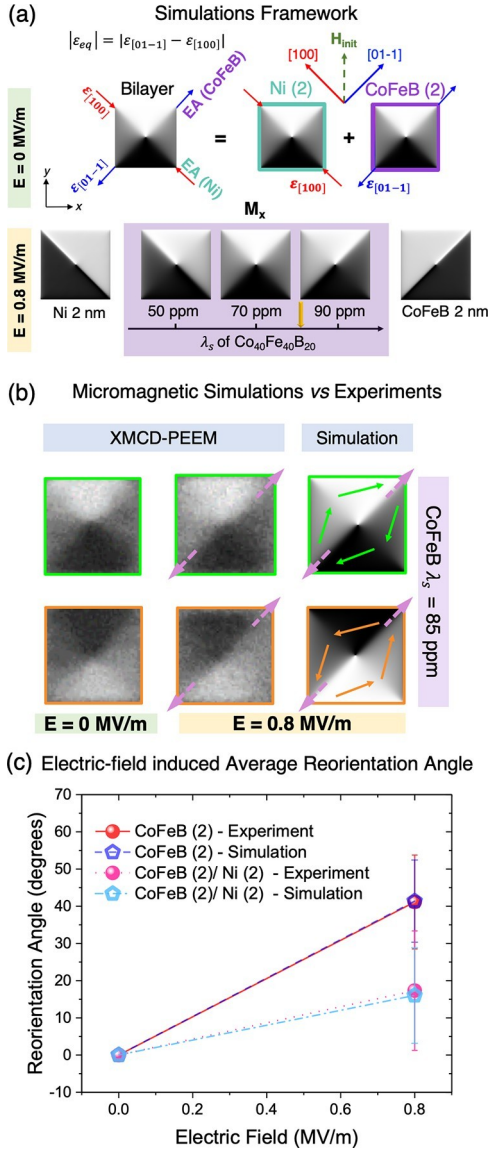 (a) Simulations Framework
|εeq| = |ε[01−1] − ε[100]|
E = 0 MV/m
ε[100]
Bilayer
EA (CoFeB)
ε[01−1]
EA (Ni)
y
x
=
Hinit
[100]
[01-1]
Ni (2)
CoFeB (2)
+
ε[100]
ε[01−1]
Mx
E = 0.8 MV/m
Ni 2 nm
50 ppm
70 ppm
90 ppm
CoFeB 2 nm
λs of Co40Fe40B20
(b) Micromagnetic Simulations vs Experiments
XMCD-PEEM
Simulation
CoFeB λs = 85 ppm
E = 0 MV/m
E = 0.8 MV/m
(c) Electric-field induced Average Reorientation Angle
Reorientation Angle (degrees)
70
60
50
40
30
20
10
0
-10
CoFeB (2) - Experiment
CoFeB (2) - Simulation
CoFeB (2)/ Ni (2) - Experiment
CoFeB (2)/ Ni (2) - Simulation
0.0 0.2 0.4 0.6 0.8
Electric Field (MV/m)